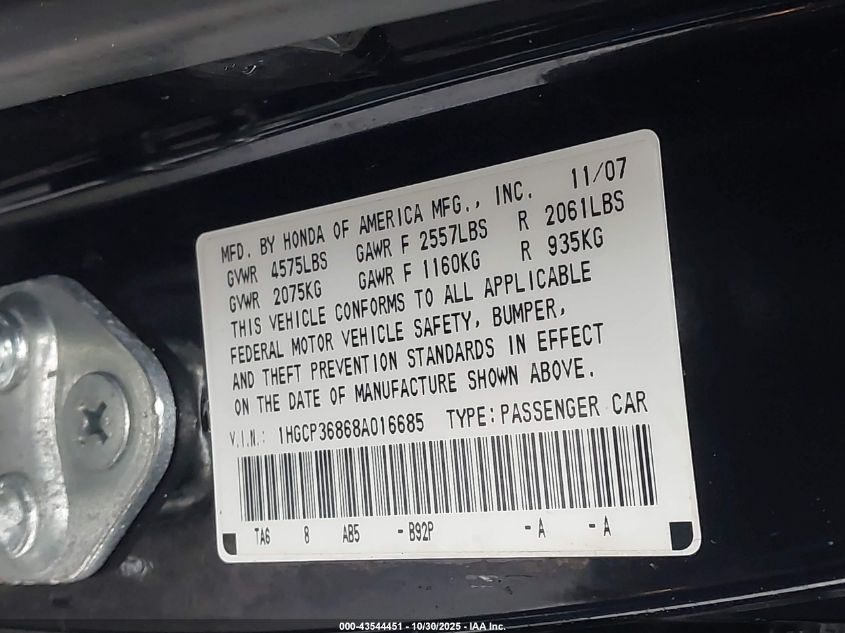 MFD. BY HONDA OF AMERICA MFG., INC. 11/07
GVWR 4575LBS GAWR F 2557LBS R 2061LBS
GVWR 2075KG GAWR F 1160KG R 935KG
THIS VEHICLE CONFORMS TO ALL APPLICABLE
FEDERAL MOTOR VEHICLE SAFETY, BUMPER,
AND THEFT PREVENTION STANDARDS IN EFFECT
ON THE DATE OF MANUFACTURE SHOWN ABOVE.
V.I.N.: 1HGCP36868A016685 TYPE: PASSENGER CAR
TA6 8 AB5 - B92P - A - A
000-43544451 - 10/30/2025 - IAA Inc.